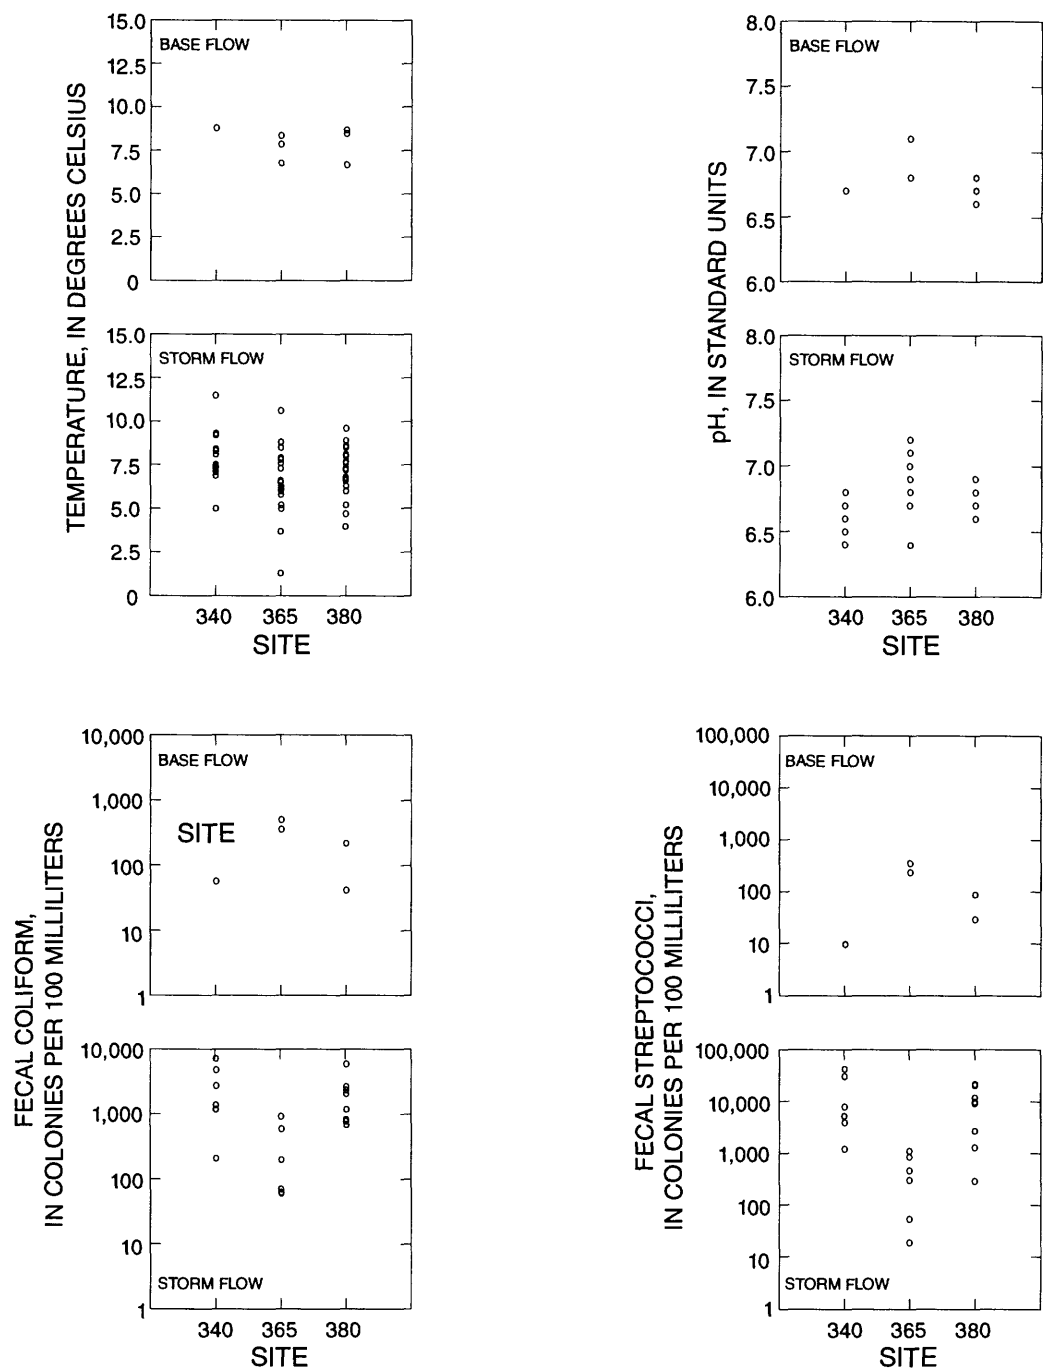 TEMPERATURE, IN DEGREES CELSIUS
15.0
BASE FLOW
12.5
10.0
7.5
5.0
2.5
0
15.0
STORM FLOW
12.5
10.0
7.5
5.0
2.5
0
340 365 380
SITE
pH, IN STANDARD UNITS
8.0
BASE FLOW
7.5
7.0
6.5
6.0
8.0
STORM FLOW
7.5
7.0
6.5
6.0
340 365 380
SITE
FECAL COLIFORM,
IN COLONIES PER 100 MILLILITERS
10,000
BASE FLOW
1,000
SITE
100
10
1
10,000
1,000
100
10
STORM FLOW
1
340 365 380
SITE
FECAL STREPTOCOCCI,
IN COLONIES PER 100 MILLILITERS
100,000
BASE FLOW
10,000
1,000
100
10
1
100,000
10,000
1,000
100
10
STORM FLOW
1
340 365 380
SITE